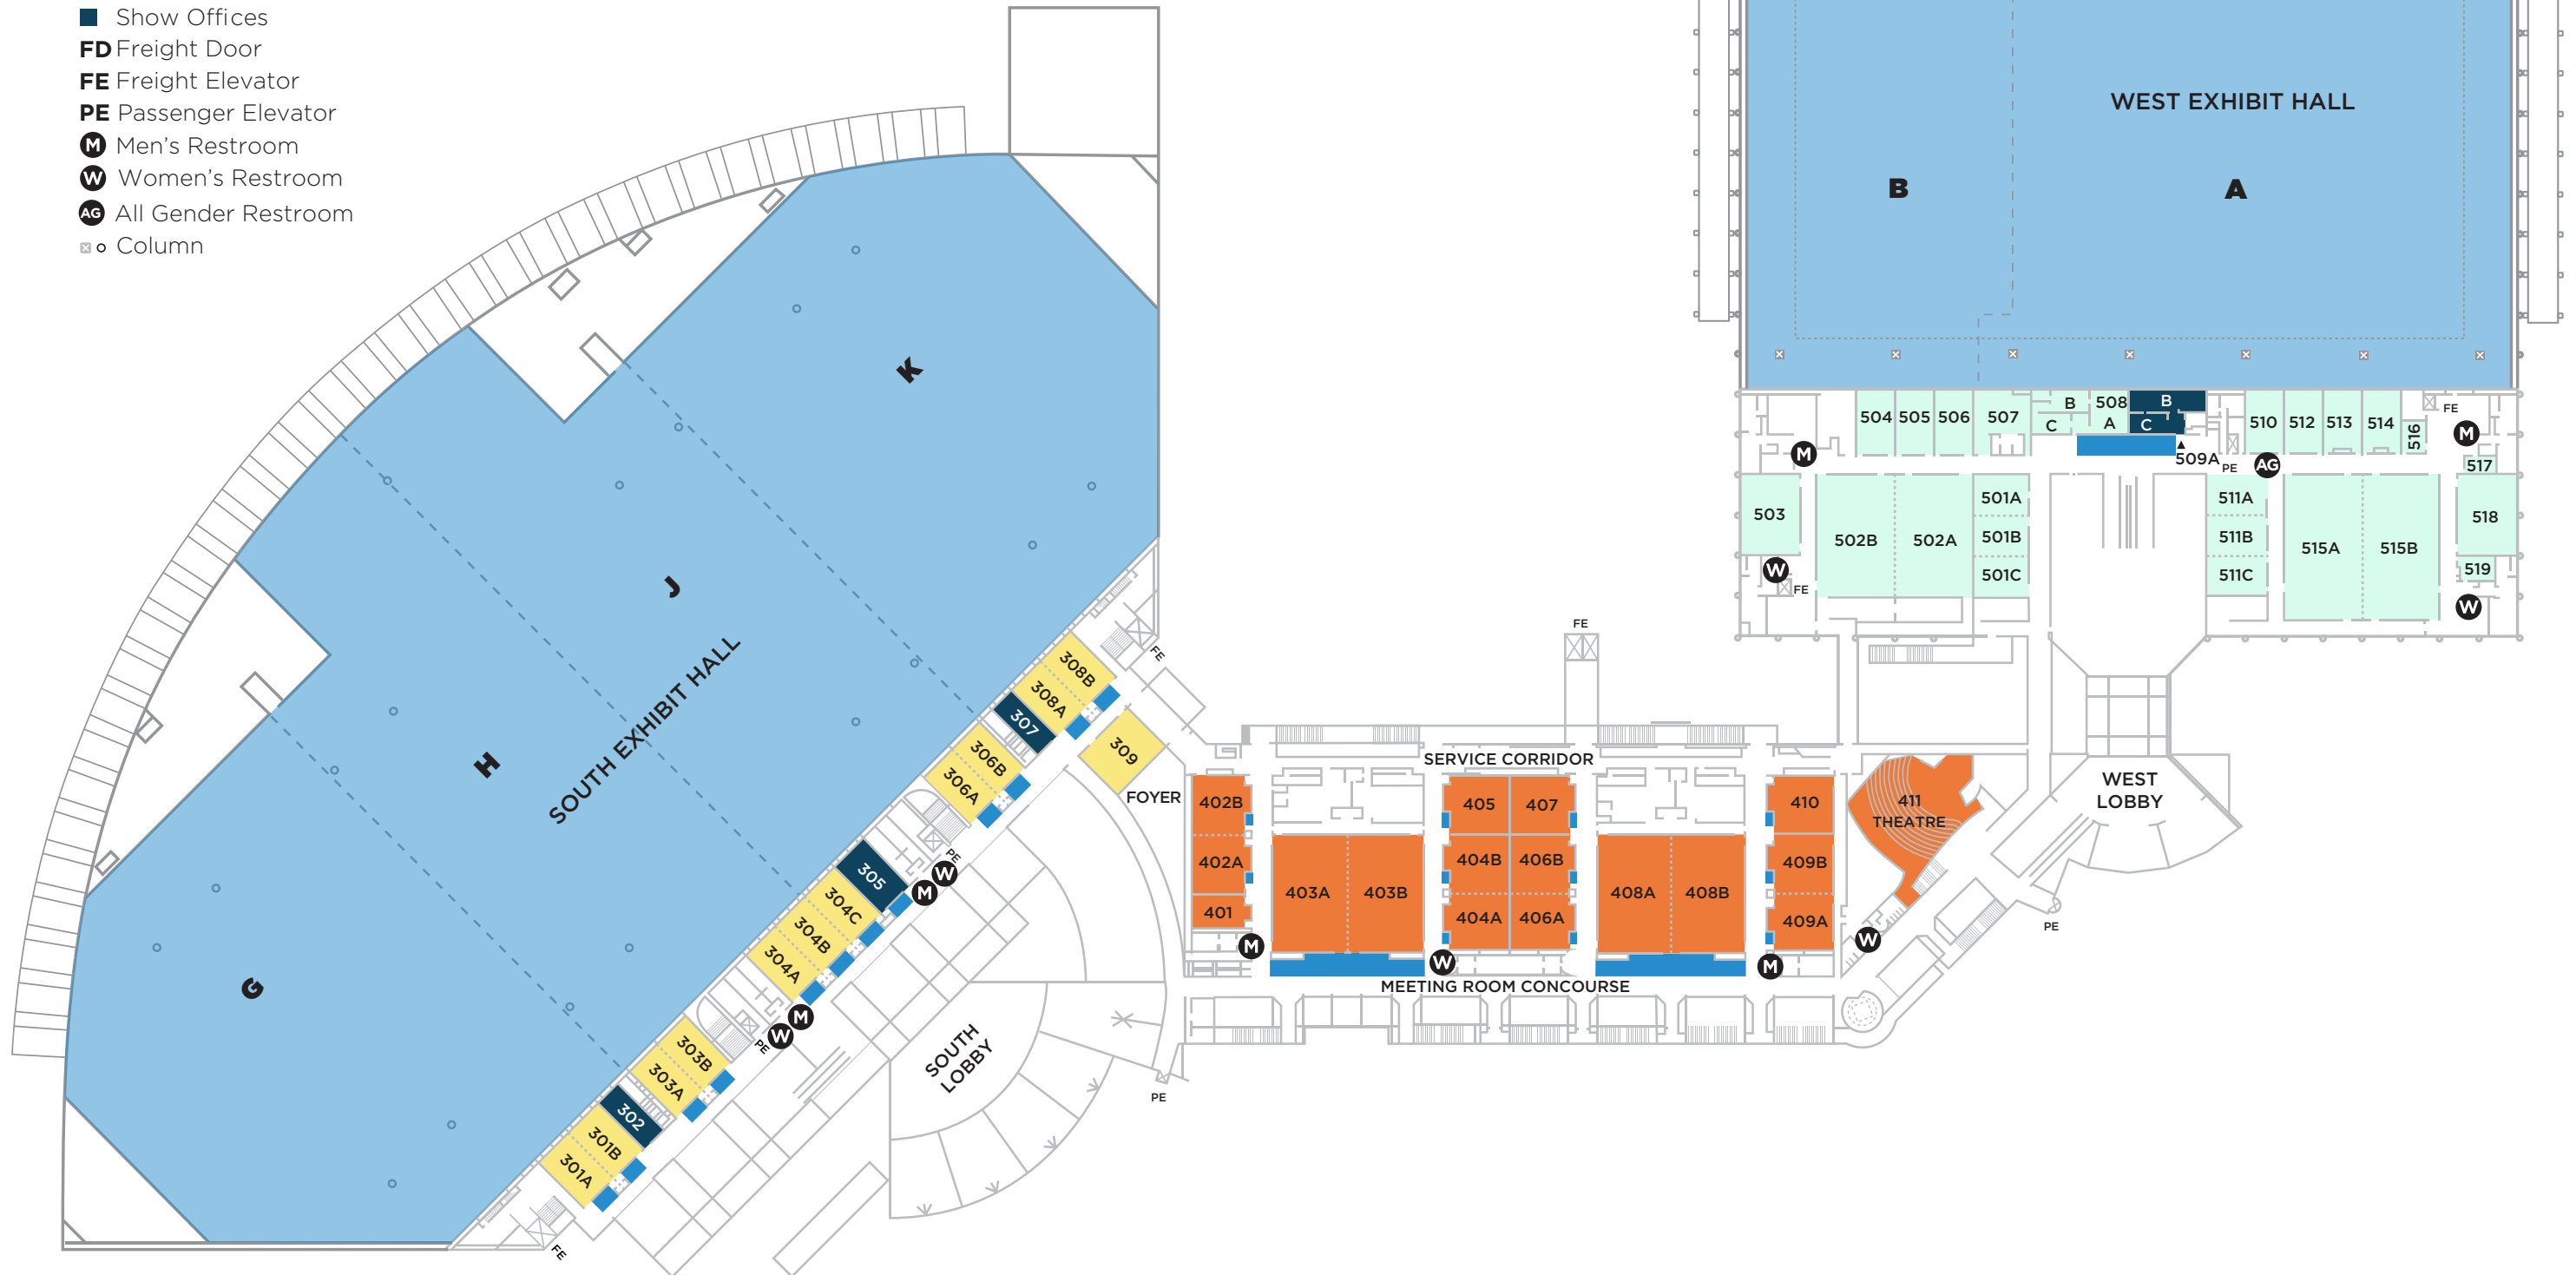 Show Offices
FD Freight Door
FE Freight Elevator
PE Passenger Elevator
M Men's Restroom
W Women's Restroom
AG All Gender Restroom
Column
K
J
H
G
SOUTH EXHIBIT HALL
308B
308A
307
306B
306A
305
304C
304B
304A
303B
303A
302
301B
301A
309
FE
PE
W
M
M
W
PE
FE
FOYER
SOUTH
LOBBY
PE
FE
SERVICE CORRIDOR
402B
402A
401
M
403A
403B
W
405
407
404B
406B
404A
406A
408A
408B
410
409B
409A
M
411
THEATRE
W
MEETING ROOM CONCOURSE
WEST
LOBBY
PE
WEST EXHIBIT HALL
B
A
504
505
506
507
B
C
508
A
B
C
509A
PE
AG
510
512
513
514
516
FE
M
517
M
503
W
FE
502B
502A
501A
501B
501C
511A
511B
511C
515A
515B
518
519
W